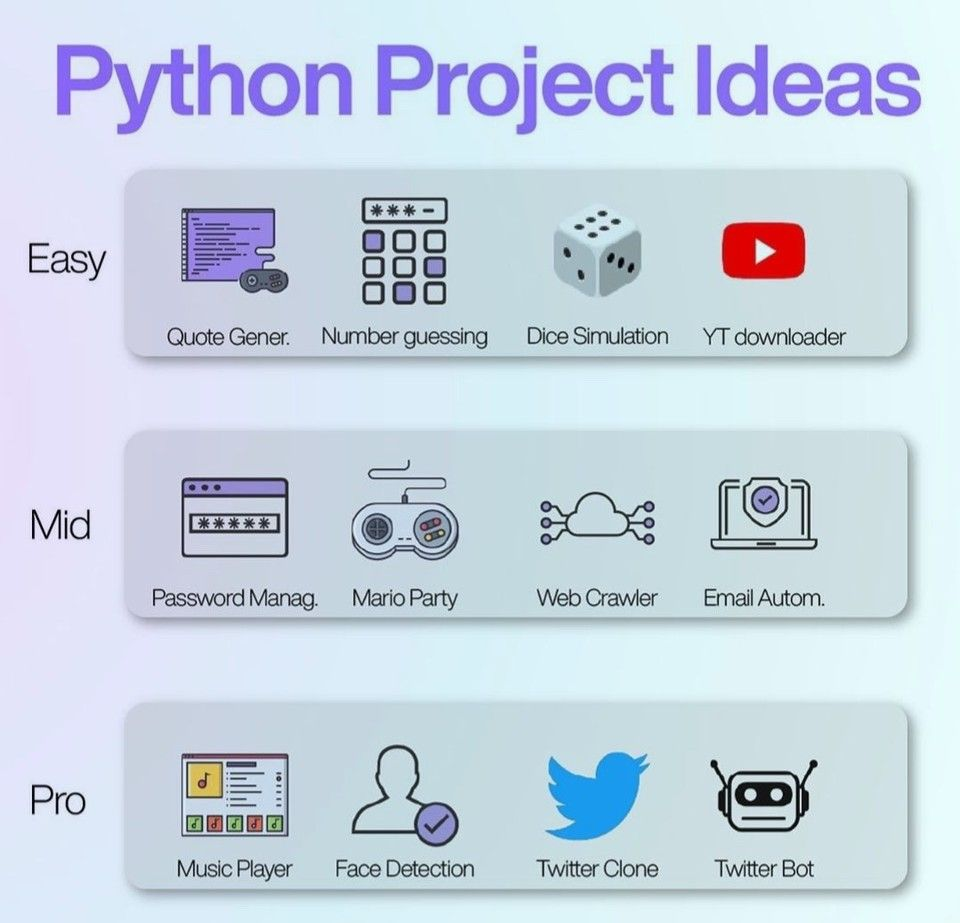 Python Project Ideas
Easy
***-
Quote Gener. Number guessing Dice Simulation YT downloader
Mid
*****
Password Manag. Mario Party Web Crawler Email Autom.
Pro
Music Player Face Detection Twitter Clone Twitter Bot